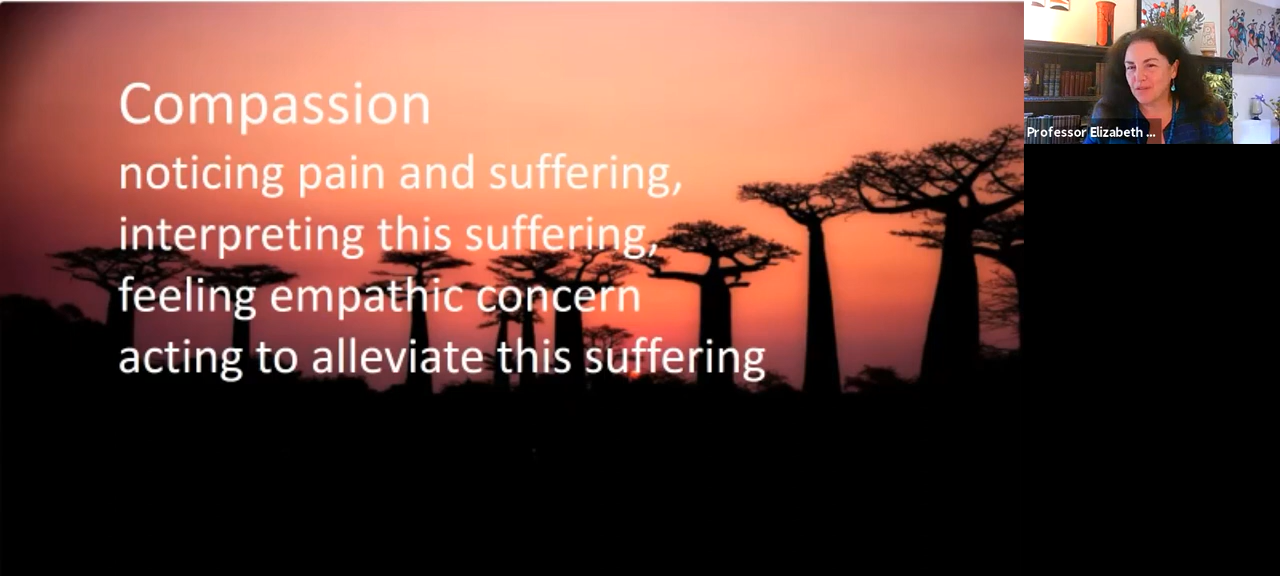 Compassion
noticing pain and suffering,
interpreting this suffering,
feeling empathic concern
acting to alleviate this suffering
Professor Elizabeth ...